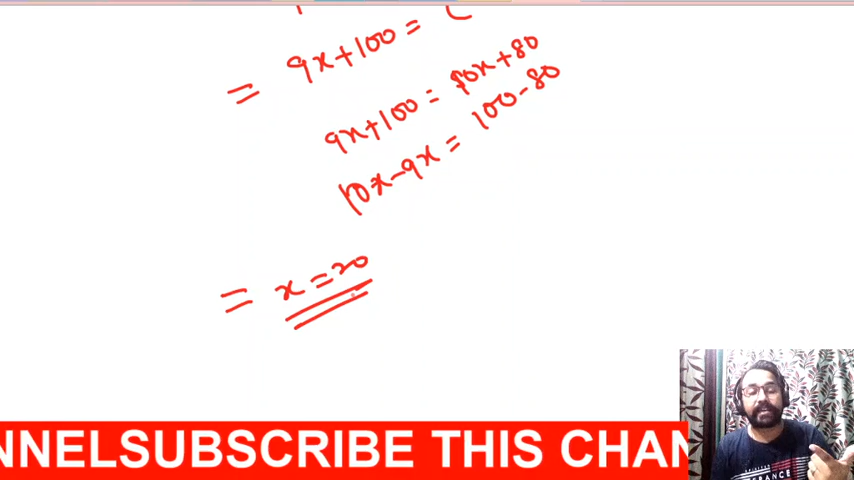 = 9x+100 = (
9x+100 = 10x+80
10x-9x = 100-80
= x=20
NNELSUBSCRIBE THIS CHAN